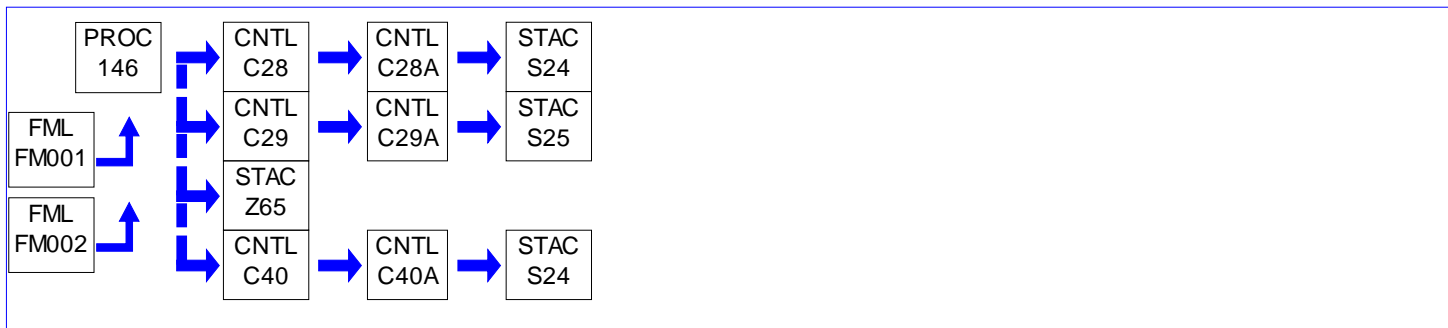 PROC
146
CNTL
C28
CNTL
C28A
STAC
S24
CNTL
C29
CNTL
C29A
STAC
S25
FML
FM001
STAC
Z65
FML
FM002
CNTL
C40
CNTL
C40A
STAC
S24